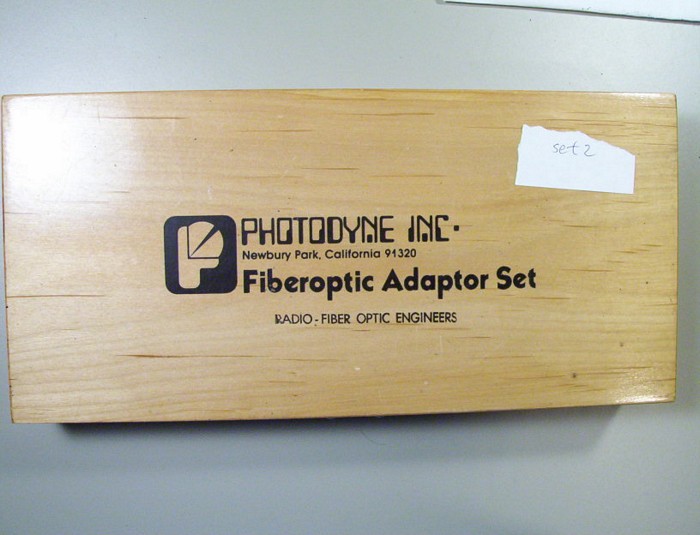 set 2
PHOTODYNE INC.
Newbury Park, California 91320
Fiberoptic Adaptor Set
RADIO-FIBER OPTIC ENGINEERS